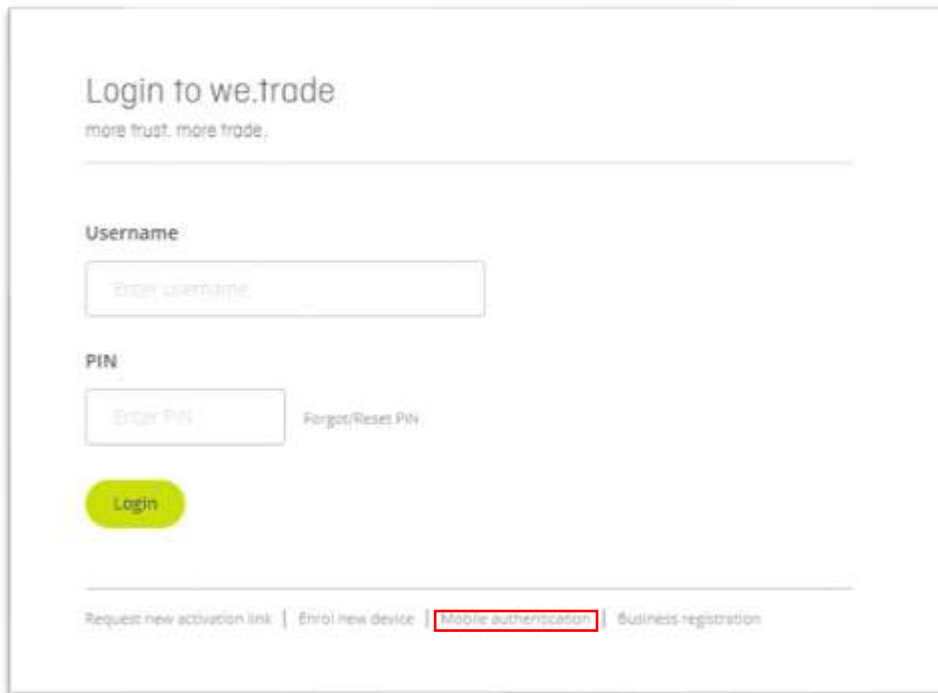 Login to we.trade
more trust. more trade.
Username
Enter username
PIN
Enter PIN
Forgot/Reset PIN
Login
Request new activation link | Enrol new device | Mobile authentication | Business registration